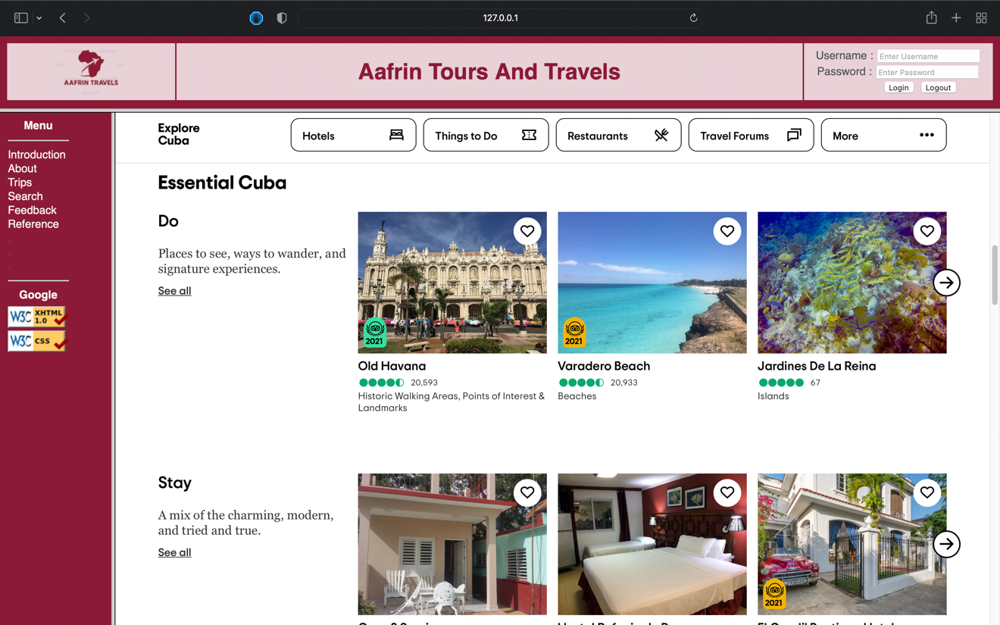 127.0.0.1
AAFRIN TRAVELS
Aafrin Tours And Travels
Username : Enter Username
Password : Enter Password
Login Logout
Menu
Introduction
About
Trips
Search
Feedback
Reference
.
.
.
Google
W3C XHTML 1.0
W3C CSS
Explore
Cuba
Hotels
Things to Do
Restaurants
Travel Forums
More
Essential Cuba
Do
Places to see, ways to wander, and
signature experiences.
See all
2021
Old Havana
20,593
Historic Walking Areas, Points of Interest &
Landmarks
2021
Varadero Beach
20,933
Beaches
Jardines De La Reina
67
Islands
Stay
A mix of the charming, modern,
and tried and true.
See all
2021